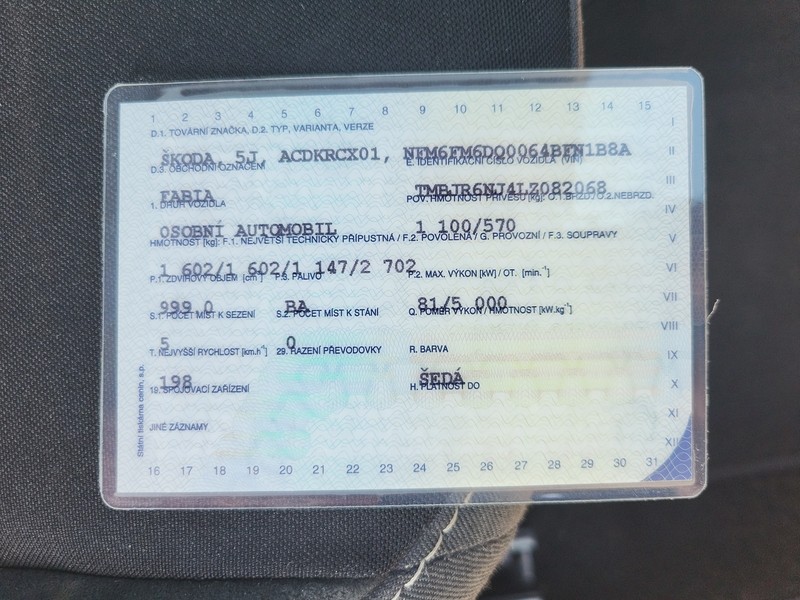 1 2 3 4 5 6 7 8 9 10 11 12 13 14 15
D.1. TOVÁRNÍ ZNAČKA, D.2. TYP, VARIANTA, VERZE
ŠKODA, 5J, ACDKRCX01, NFM6FM6DQ0064BFN1B8A
D.3. OBCHODNÍ OZNAČENÍ E. IDENTIFIKAČNÍ ČÍSLO VOZIDLA (VIN)
FABIA TMBJR6NJ4LZ082068
1. DRUH VOZIDLA POV. HMOTNOST PŘÍVĚSU [kg]: O.1.BRZD./O.2.NEBRZD.
OSOBNÍ AUTOMOBIL 1 100/570
HMOTNOST [kg]: F.1. NEJVĚTŠÍ TECHNICKY PŘÍPUSTNÁ / F.2. POVOLENÁ / G. PROVOZNÍ / F.3. SOUPRAVY
1 602/1 602/1 147/2 702
P.1. ZDVIHOVÝ OBJEM [cm³] P.3. PALIVO P.2. MAX. VÝKON [kW] / OT. [min.⁻¹]
999.0 BA 81/5 000
S.1. POČET MÍST K SEZENÍ S.2. POČET MÍST K STÁNÍ Q. POMĚR VÝKON / HMOTNOST [kW.kg⁻¹]
5 0
T. NEJVYŠŠÍ RYCHLOST [km.h⁻¹] 29. ŘAZENÍ PŘEVODOVKY R. BARVA
198 ŠEDÁ
19. SPOJOVACÍ ZAŘÍZENÍ H. PLATNOST DO
JINÉ ZÁZNAMY
16 17 18 19 20 21 22 23 24 25 26 27 28 29 30 31
I
II
III
IV
V
VI
VII
VIII
IX
X
XI
XII
Státní tiskárna cenin, s.p.